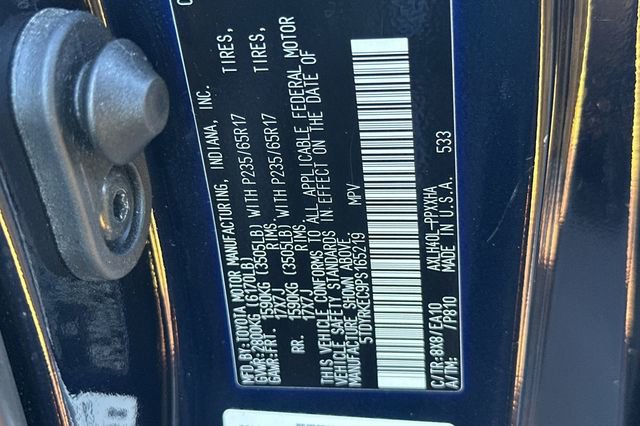 MFD.BY:TOYOTA MOTOR MANUFACTURING, INDIANA, INC.
GVWR:2800KG (6170LB)
GAWR:FRT. 1590KG (3505LB) WITH P235/65R17 TIRES,
17X7J RIMS
RR. 1590KG (3505LB) WITH P235/65R17 TIRES,
17X7J RIMS
THIS VEHICLE CONFORMS TO ALL APPLICABLE FEDERAL MOTOR
VEHICLE SAFETY STANDARDS IN EFFECT ON THE DATE OF
MANUFACTURE SHOWN ABOVE.
5TDYRKEC9PS165219 MPV
C/TR:8X8/EA10 AXLH40L-PPXXHA
A/TM: /P810 MADE IN U.S.A. 533